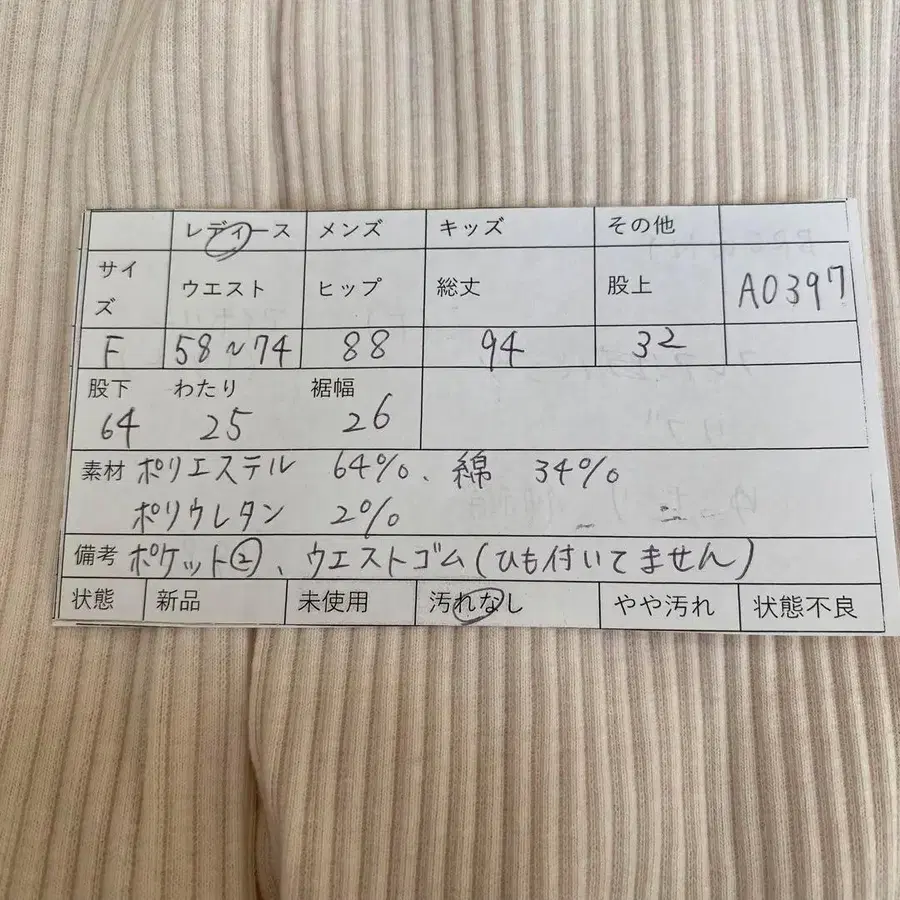 レディース メンズ キッズ その他
サイズ ウエスト ヒップ 総丈 股上 A0397
F 58~74 88 94 32
股下 わたり 裾幅
64 25 26
素材 ポリエステル 64%、綿 34%
ポリウレタン 2%
備考 ポケット②、ウエストゴム(ひも付いてません)
状態 新品 未使用 汚れなし やや汚れ 状態不良